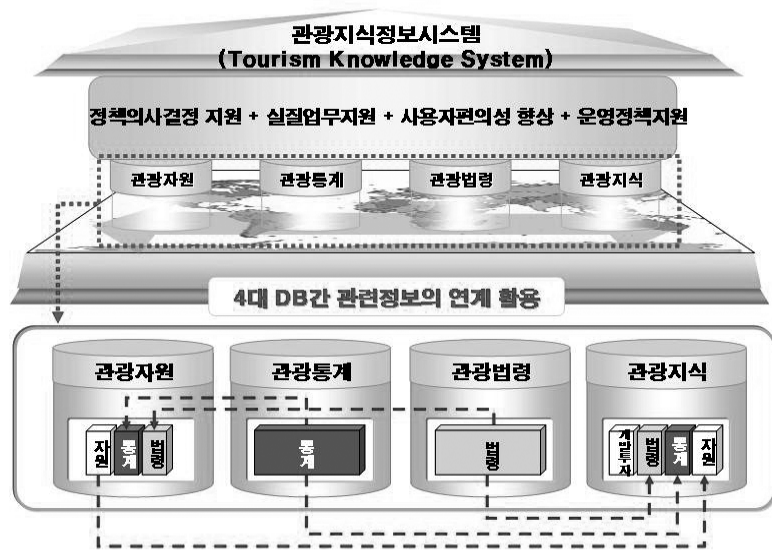 관광지식정보시스템
(Tourism Knowledge System)
정책의사결정 지원 + 실질업무지원 + 사용자편의성 향상 + 운영정책지원
관광자원
관광통계
관광법령
관광지식
4대 DB간 관련정보의 연계 활용
관광자원
관광통계
관광법령
관광지식
자원
통계
법령
통계
법령
개발투자
법령
통계
자원